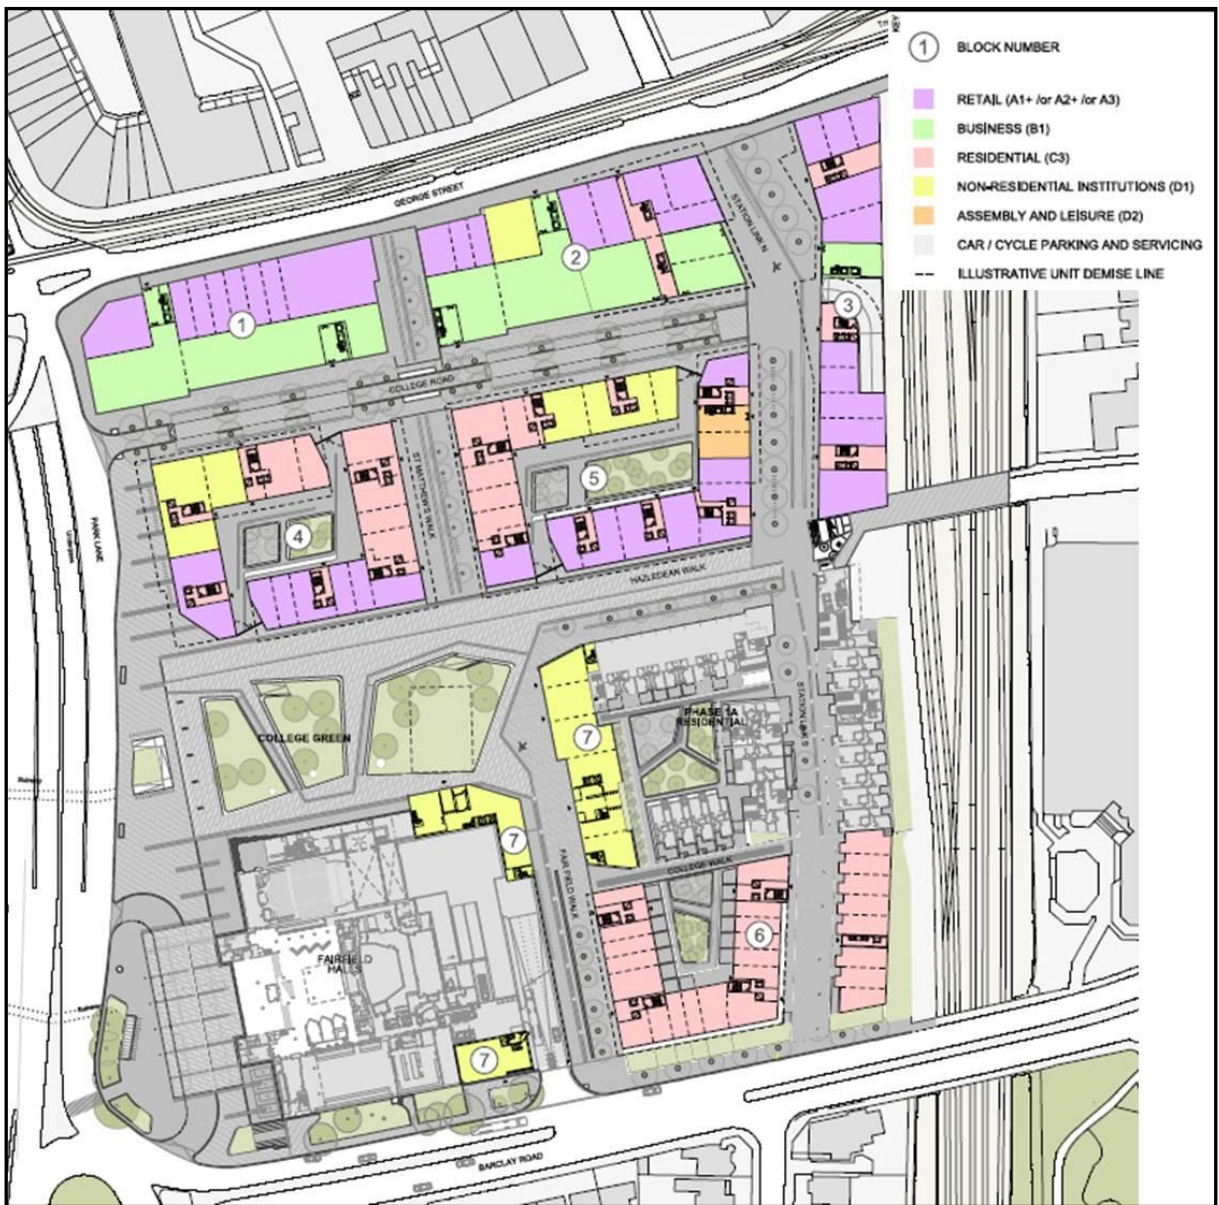 KEY
1 BLOCK NUMBER
RETAIL (A1+ /or A2+ /or A3)
BUSINESS (B1)
RESIDENTIAL (C3)
NON-RESIDENTIAL INSTITUTIONS (D1)
ASSEMBLY AND LEISURE (D2)
CAR / CYCLE PARKING AND SERVICING
ILLUSTRATIVE UNIT DEMISE LINE
GEORGE STREET
STATION LINK N
2
3
1
COLLEGE ROAD
ST MATTHEWS WALK
5
4
PARK LANE
HAZLEDEAN WALK
PHASE 1A
RESIDENTIAL
STATION LINK S
COLLEGE GREEN
7
7
COLLEGE WALK
FAIRFIELD WALK
6
FAIRFIELD
HALLS
7
BARCLAY ROAD